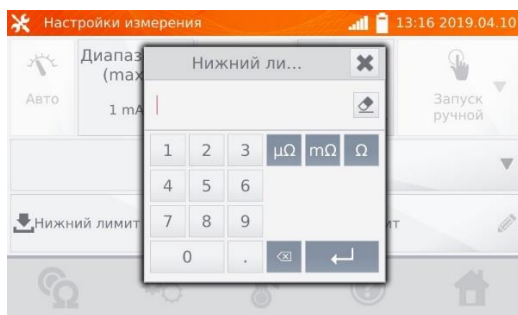 Настройки измерения 13:16 2019.04.10
Диапаз
(max
1 mA
Авто
Нижний ли...
Запуск
ручной
1 2 3 μΩ mΩ Ω
4 5 6
7 8 9
0 .
Нижний лимит
ит